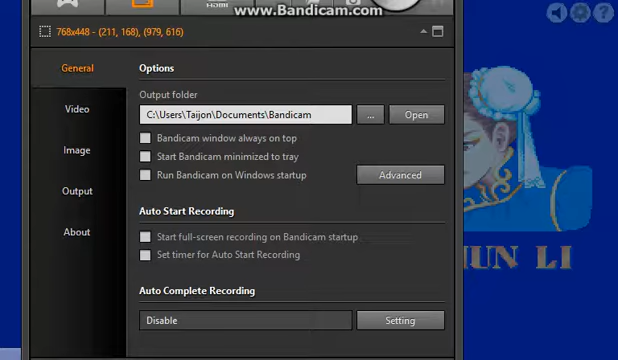 www.Bandicam.com
768x448 - (211, 168), (979, 616)
General
Video
Image
Output
About
Options
Output folder
C:\Users\Taijon\Documents\Bandicam
... Open
Bandicam window always on top
Start Bandicam minimized to tray
Run Bandicam on Windows startup
Advanced
Auto Start Recording
Start full-screen recording on Bandicam startup
Set timer for Auto Start Recording
Auto Complete Recording
Disable
Setting
HUN LI